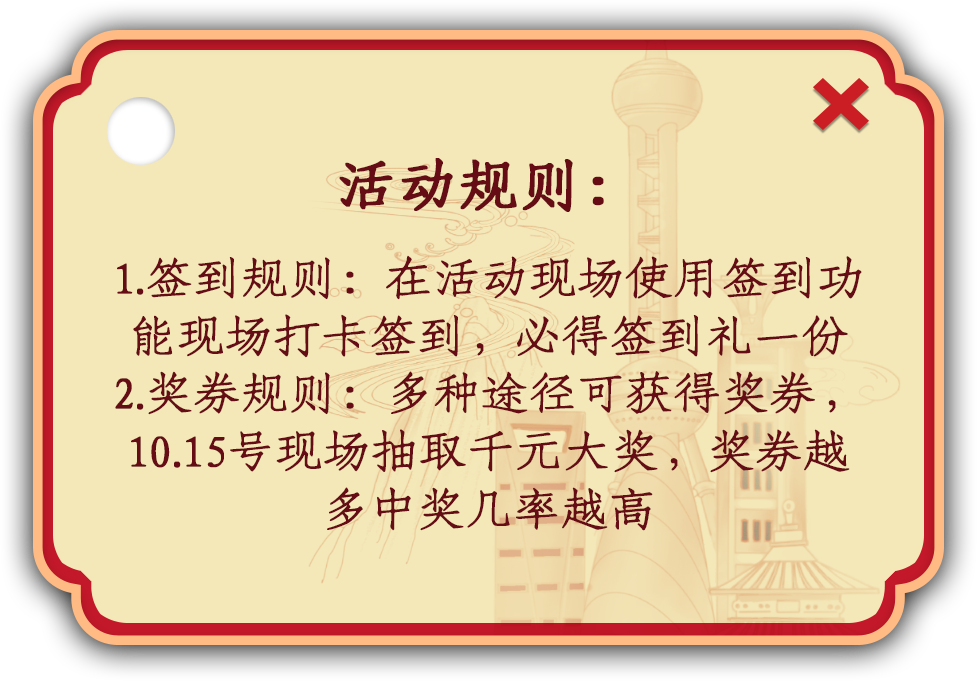 活动规则：
1.签到规则：在活动现场使用签到功
能现场打卡签到，必得签到礼一份
2.奖券规则：多种途径可获得奖券，
10.15号现场抽取千元大奖，奖券越
多中奖几率越高